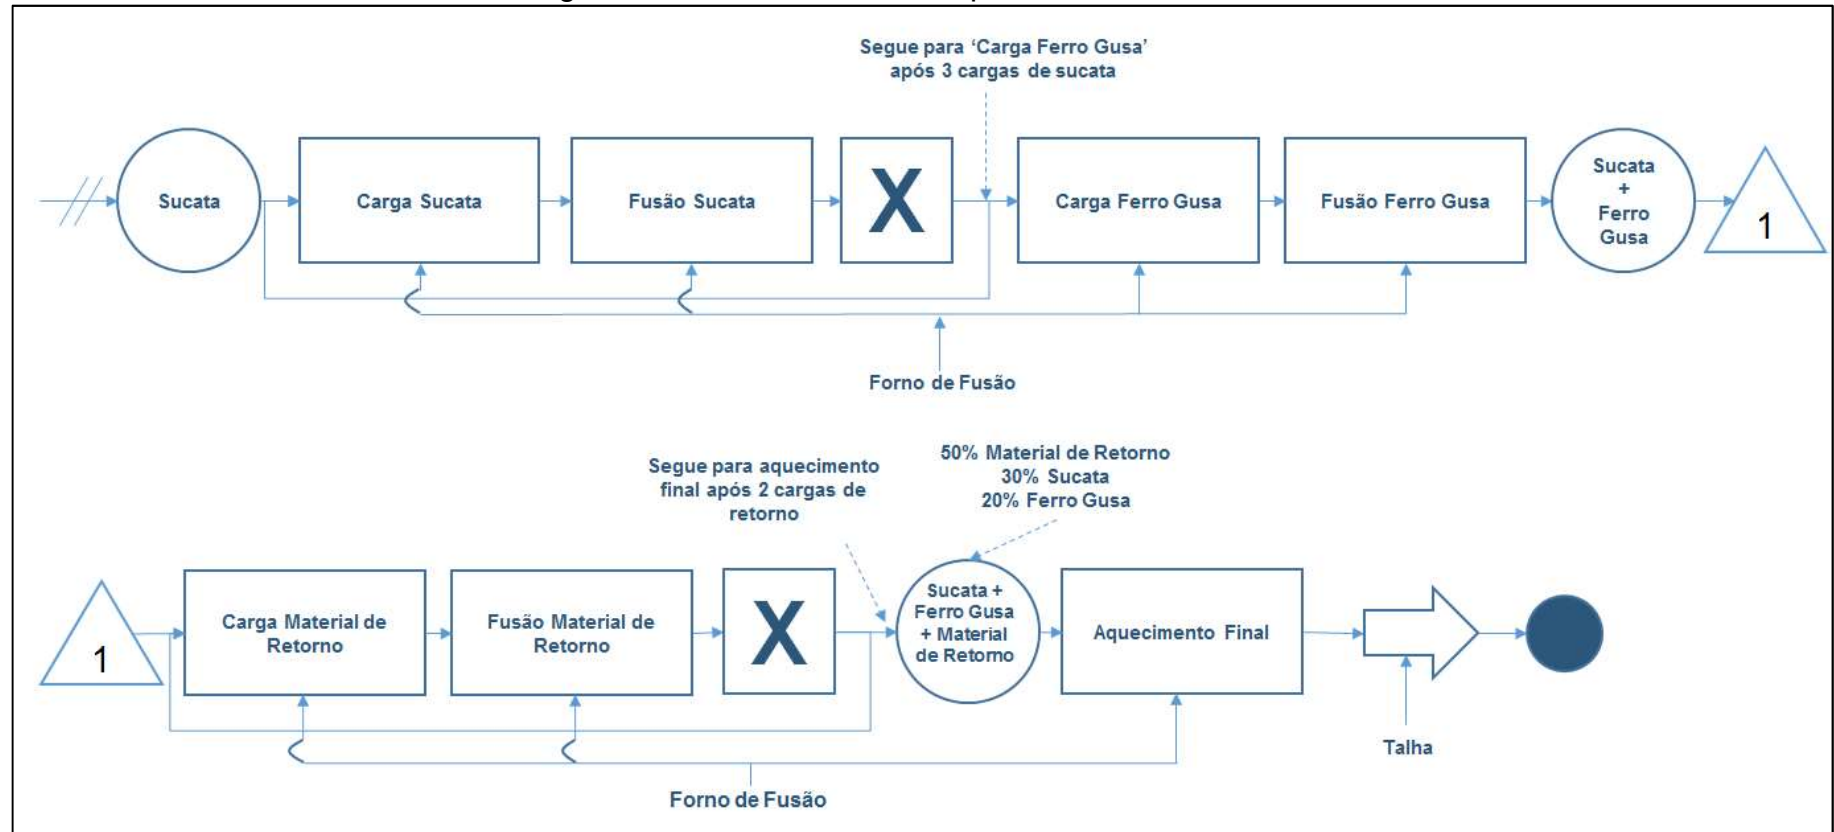 Segue para ‘Carga Ferro Gusa’
após 3 cargas de sucata
Sucata
Carga Sucata
Fusão Sucata
X
Carga Ferro Gusa
Fusão Ferro Gusa
Sucata
+
Ferro
Gusa
1
Forno de Fusão
50% Material de Retorno
30% Sucata
20% Ferro Gusa
Segue para aquecimento
final após 2 cargas de
retorno
1
Carga Material de
Retorno
Fusão Material de
Retorno
X
Sucata +
Ferro Gusa
+ Material
de Retorno
Aquecimento Final
Talha
Forno de Fusão